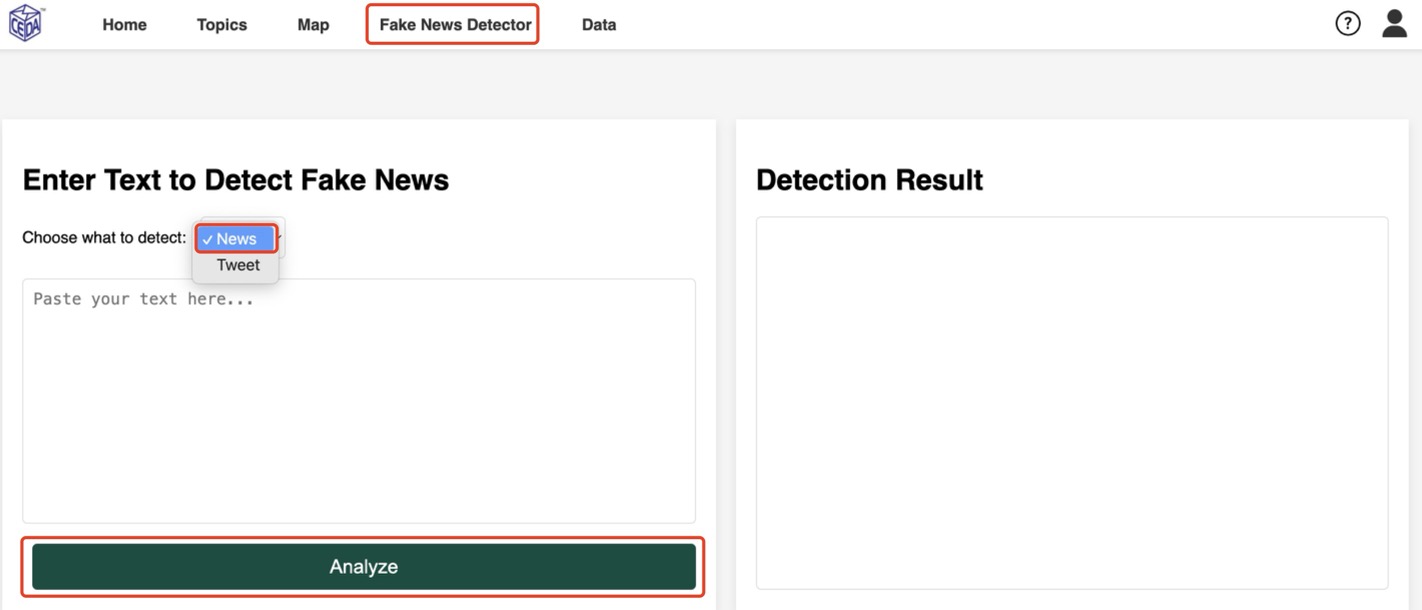 CEIDA™
Home Topics Map Fake News Detector Data ?
Enter Text to Detect Fake News
Choose what to detect: ✓ News
Tweet
Paste your text here...
Analyze
Detection Result